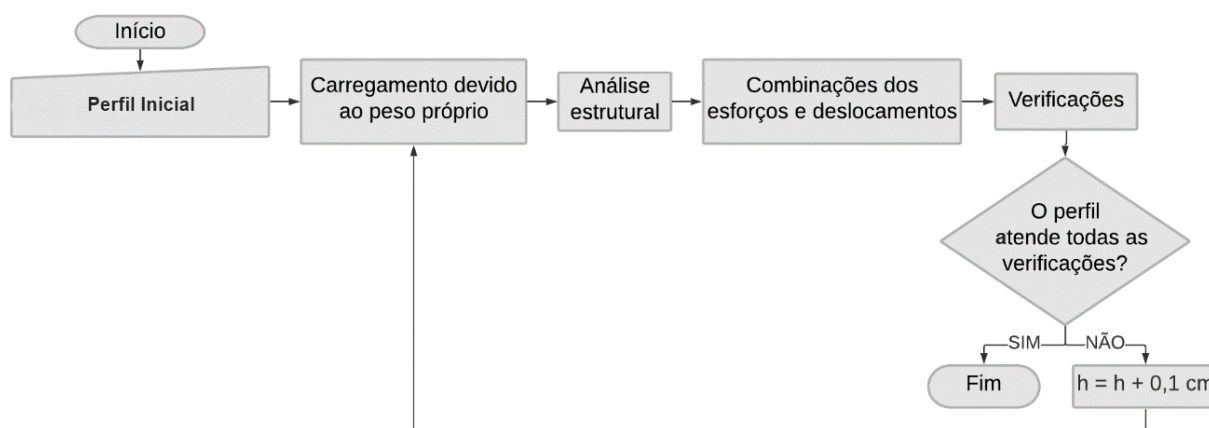 Início
Perfil Inicial
Carregamento devido
ao peso próprio
Análise
estrutural
Combinações dos
esforços e deslocamentos
Verificações
O perfil
atende todas as
verificações?
SIM
NÃO
Fim
h = h + 0,1 cm